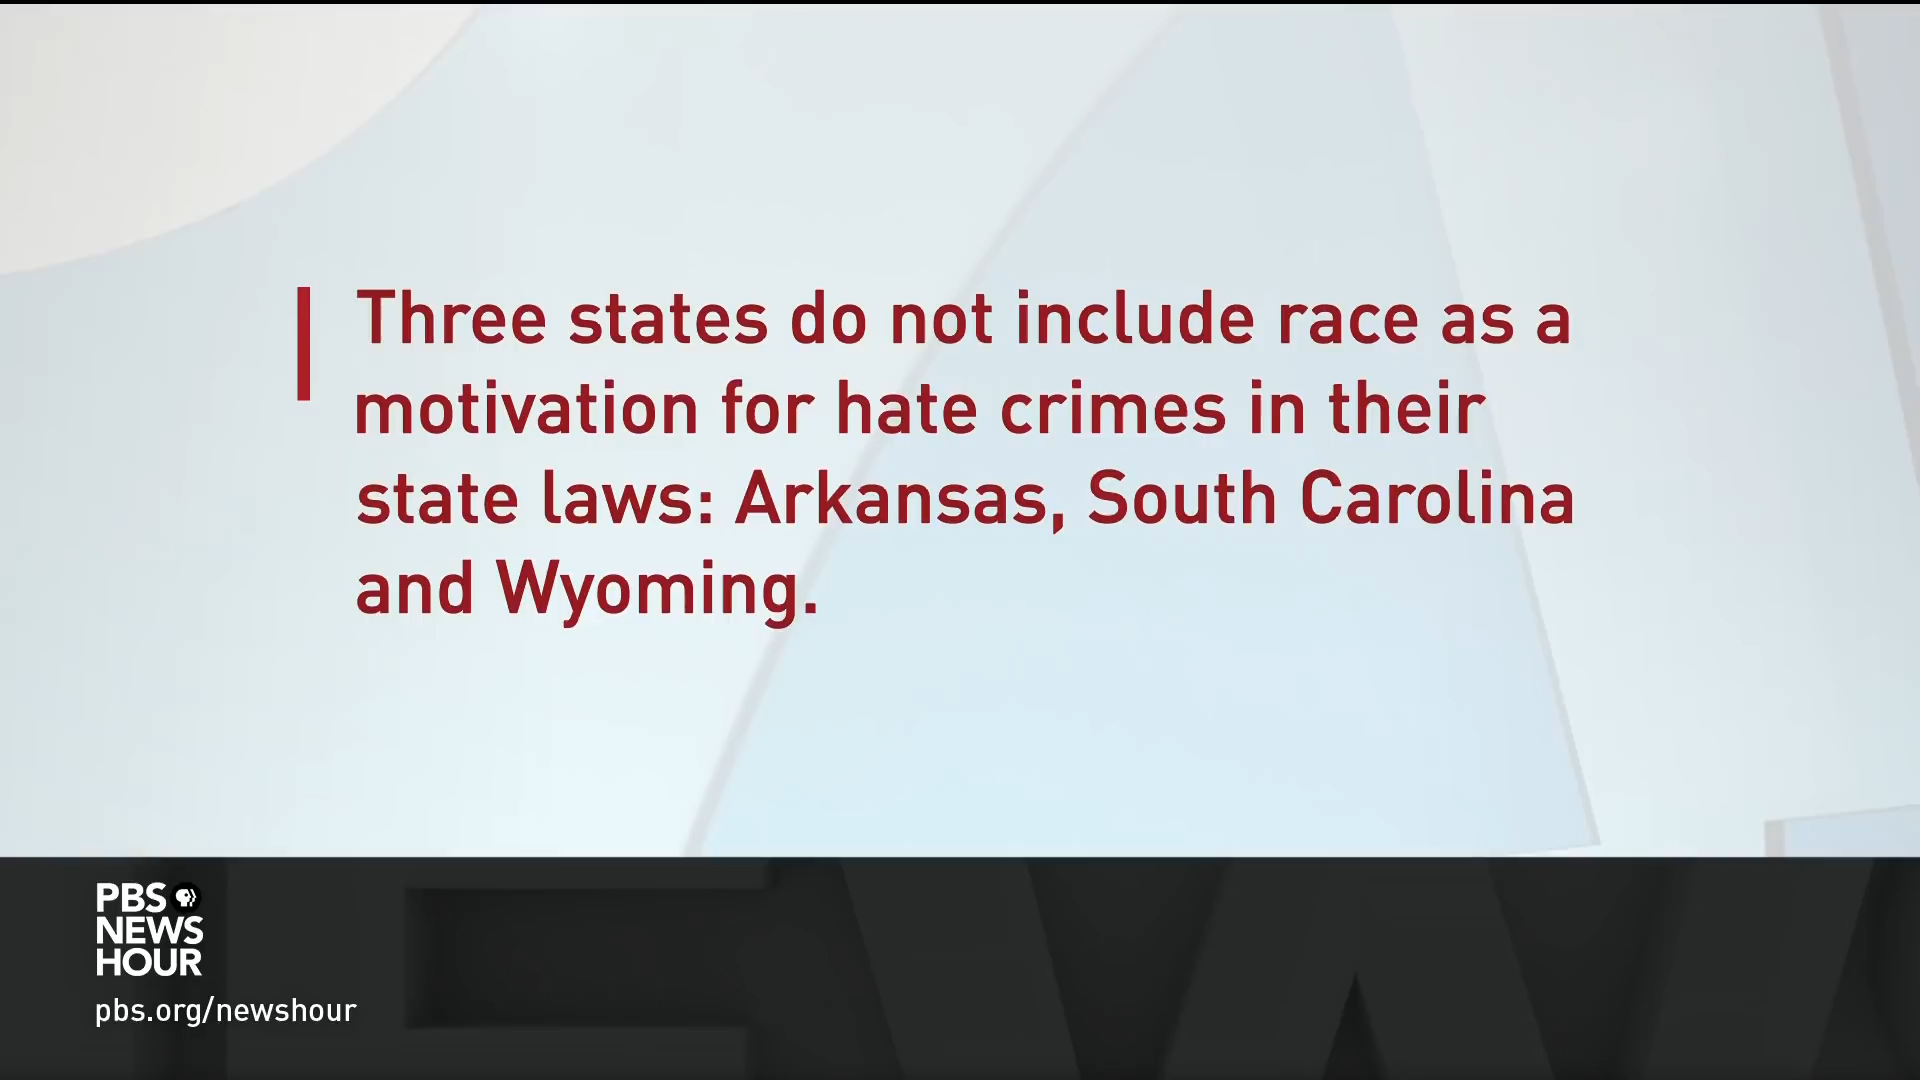 Three states do not include race as a
motivation for hate crimes in their
state laws: Arkansas, South Carolina
and Wyoming.
PBS
NEWS
HOUR
pbs.org/newshour